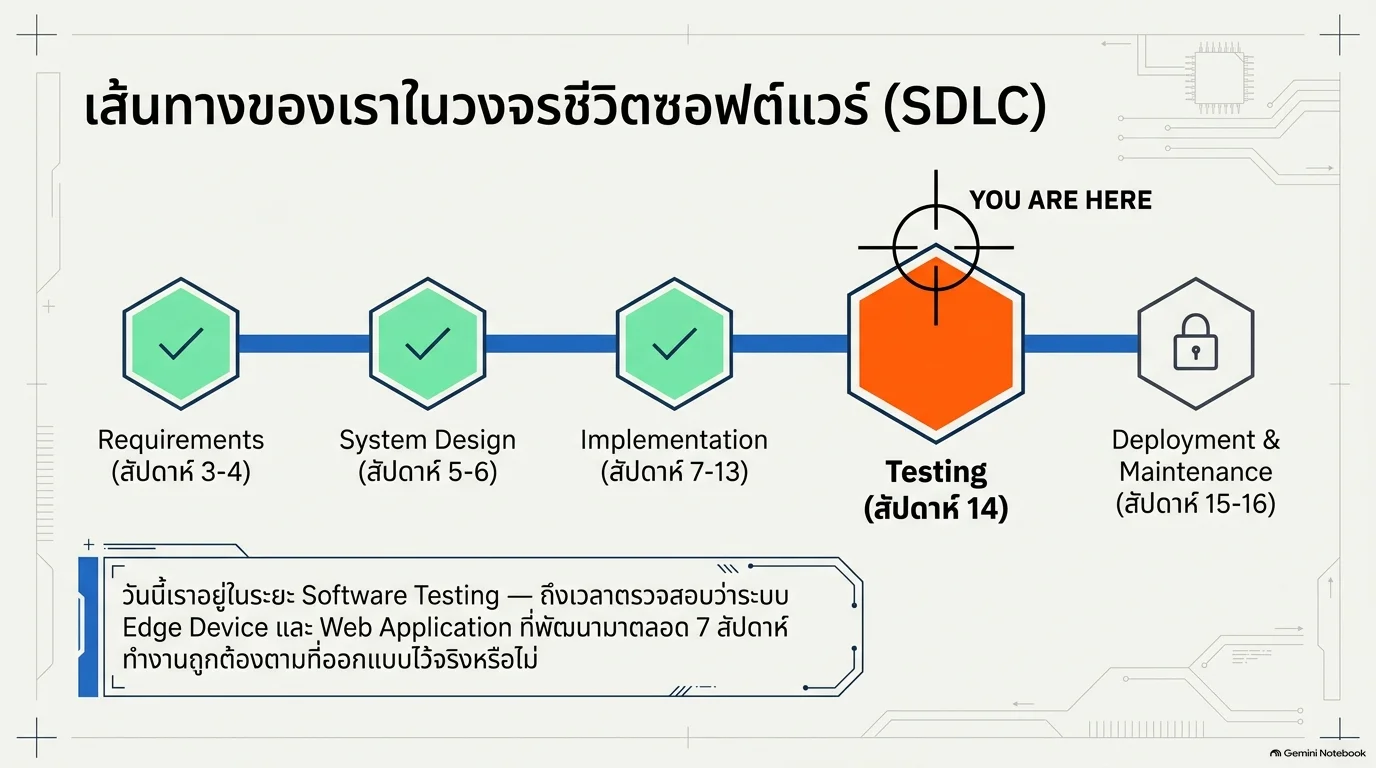 เส้นทางของเราในวงจรชีวิตซอฟต์แวร์ (SDLC)
YOU ARE HERE
Requirements
(สัปดาห์ 3-4)
System Design
(สัปดาห์ 5-6)
Implementation
(สัปดาห์ 7-13)
Testing
(สัปดาห์ 14)
Deployment &
Maintenance
(สัปดาห์ 15-16)
วันนี้เราอยู่ในระยะ Software Testing — ถึงเวลาตรวจสอบว่าระบบ
Edge Device และ Web Application ที่พัฒนามาตลอด 7 สัปดาห์
ทำงานถูกต้องตามที่ออกแบบไว้จริงหรือไม่
Gemini Notebook